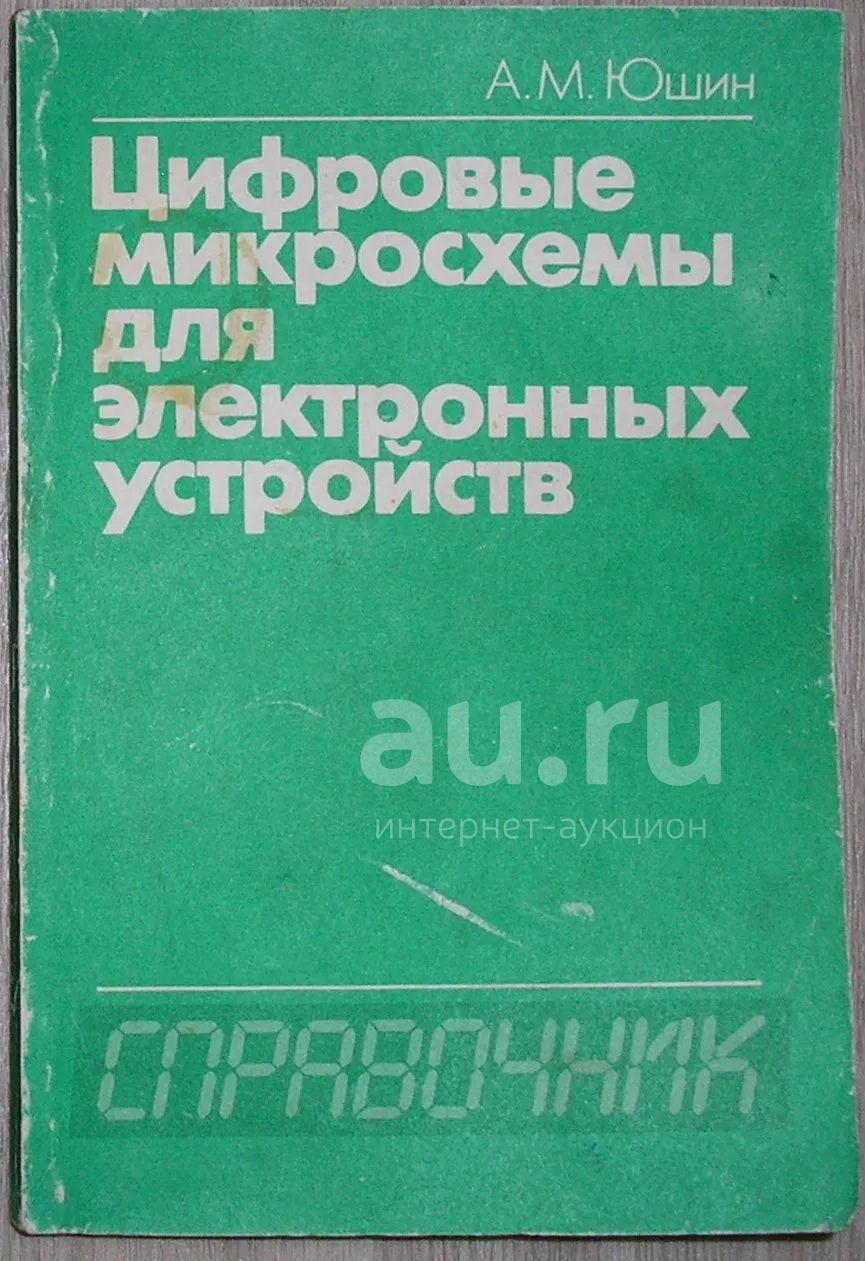 А.М. Юшин
Цифровые
микросхемы
для
электронных
устройств
au.ru
интернет-аукцион
СПРАВОЧНИК